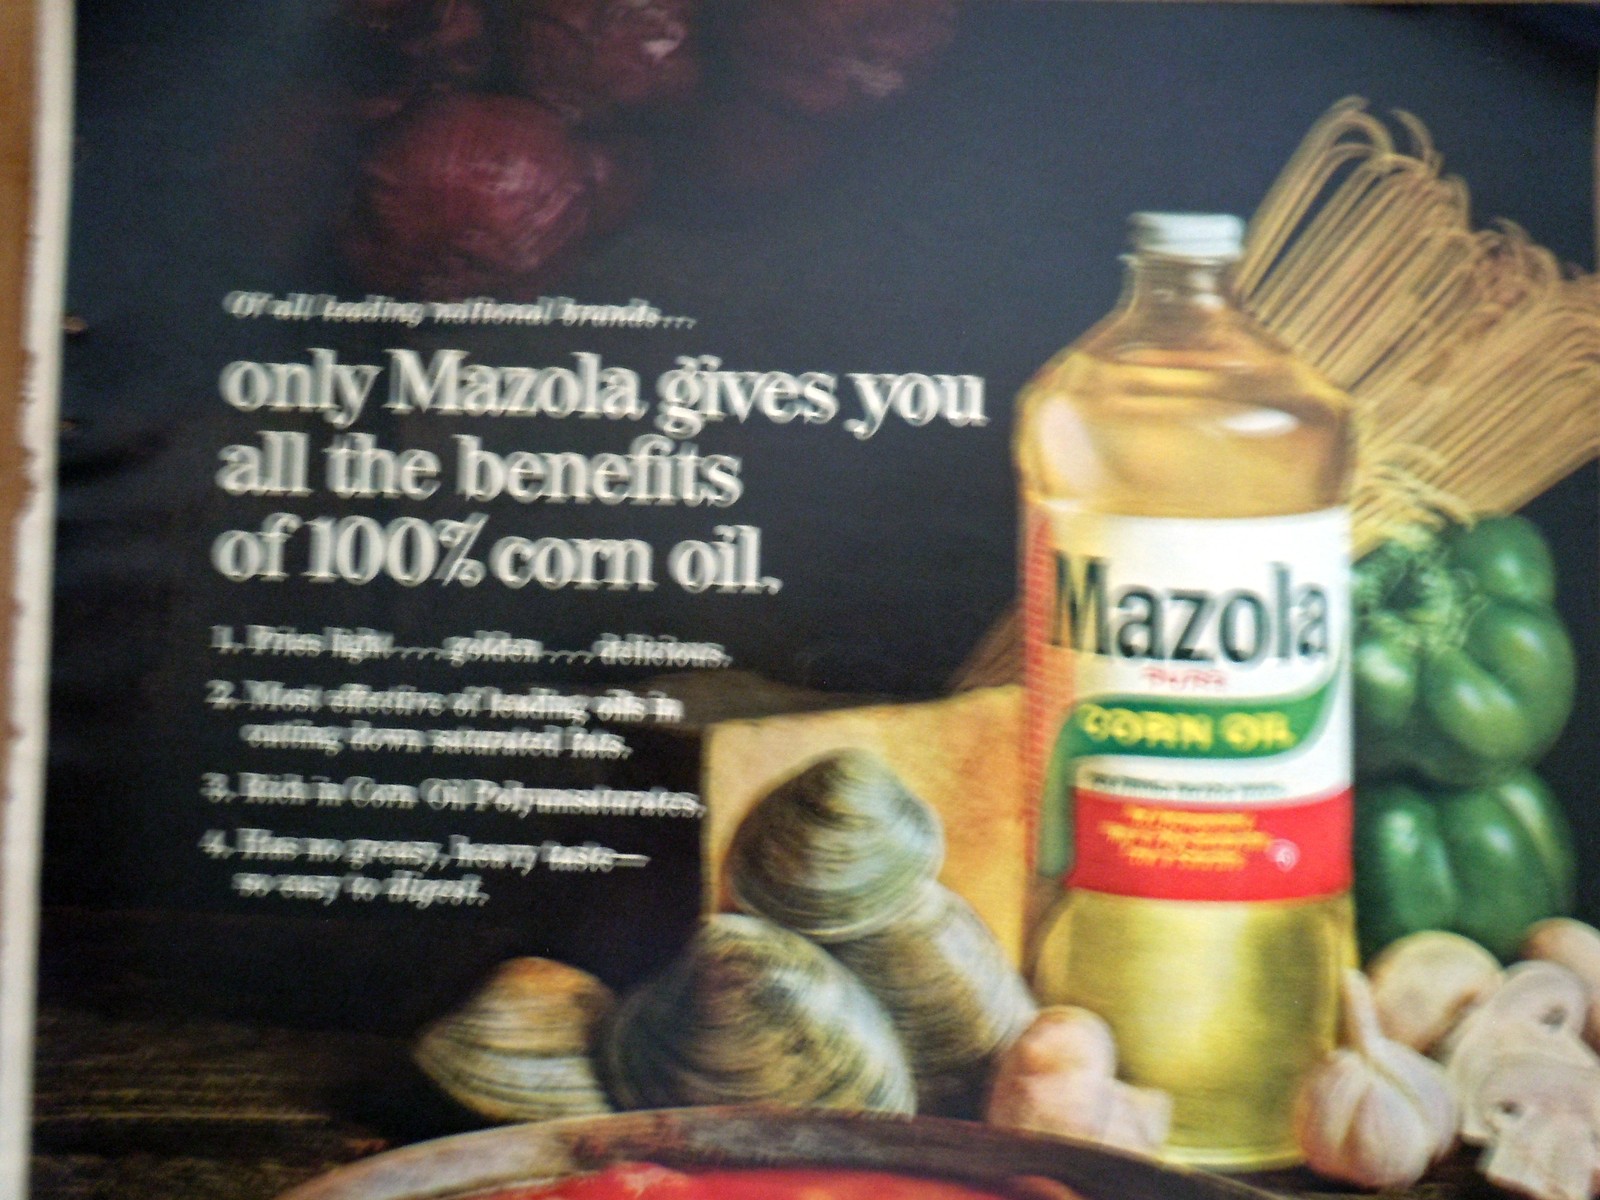 Of all leading national brands...
only Mazola gives you
all the benefits
of 100% corn oil.
1. Fries light....golden....delicious.
2. Most effective of leading oils in
cutting down saturated fats.
3. Rich in Corn Oil Polyunsaturates.
4. Has no greasy, heavy taste—
so easy to digest.
Mazola
PURE
CORN OIL